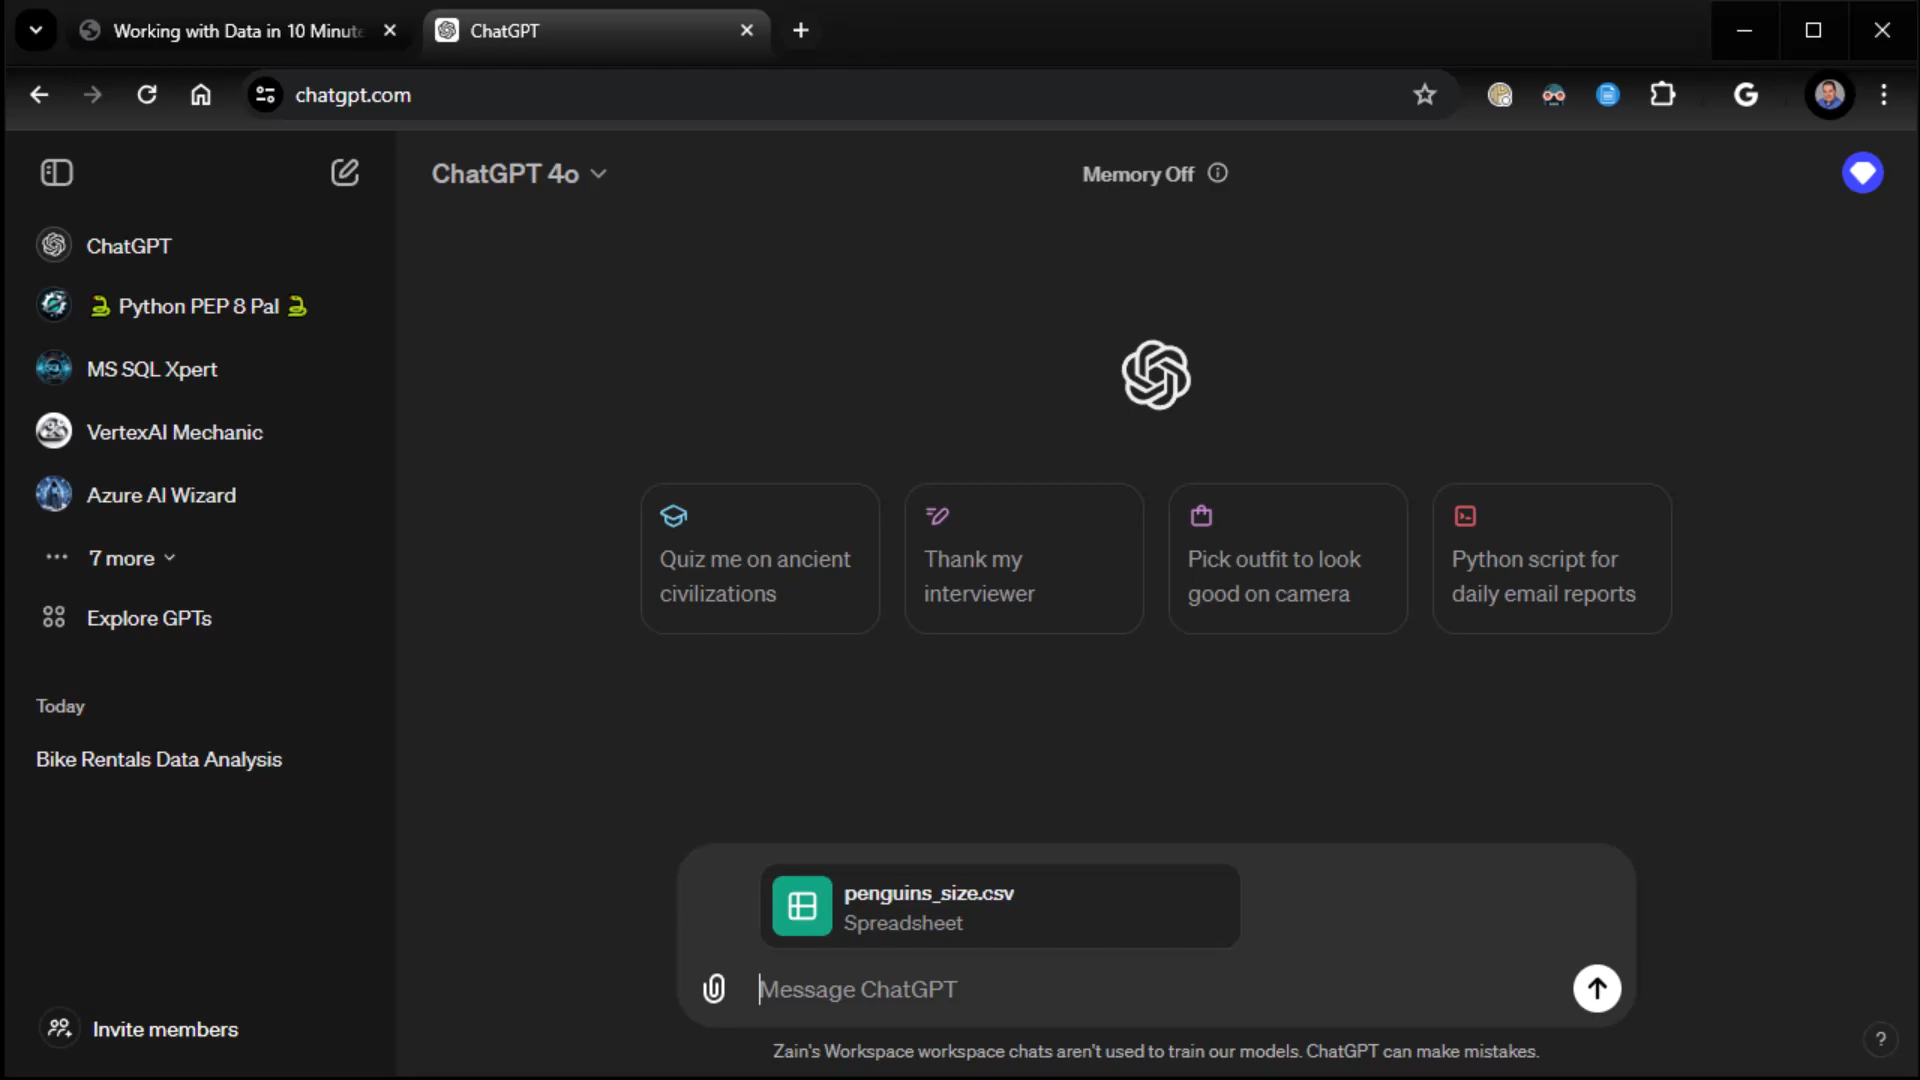 Working with Data in 10 Minute
ChatGPT
chatgpt.com
ChatGPT 4o
Memory Off
ChatGPT
🐍 Python PEP 8 Pal 🐍
MS SQL Xpert
VertexAI Mechanic
Azure AI Wizard
7 more
Explore GPTs
Today
Bike Rentals Data Analysis
Invite members
Quiz me on ancient
civilizations
Thank my
interviewer
Pick outfit to look
good on camera
Python script for
daily email reports
penguins_size.csv
Spreadsheet
Message ChatGPT
Zain's Workspace workspace chats aren't used to train our models. ChatGPT can make mistakes.
?